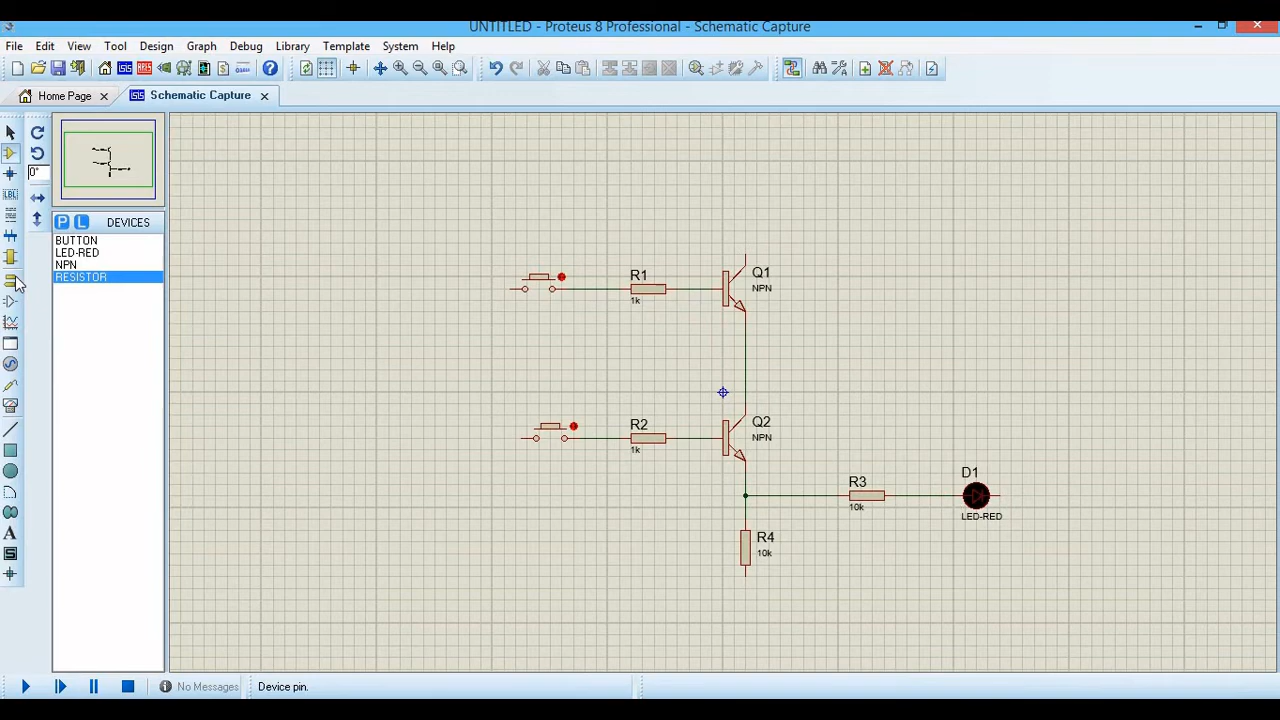 UNTITLED - Proteus 8 Professional - Schematic Capture
File Edit View Tool Design Graph Debug Library Template System Help
Home Page
Schematic Capture
0°
P L DEVICES
BUTTON
LED-RED
NPN
RESISTOR
LBL
A
S
R1
1k
Q1
NPN
R2
1k
Q2
NPN
R3
10k
D1
LED-RED
R4
10k
No Messages
Device pin.